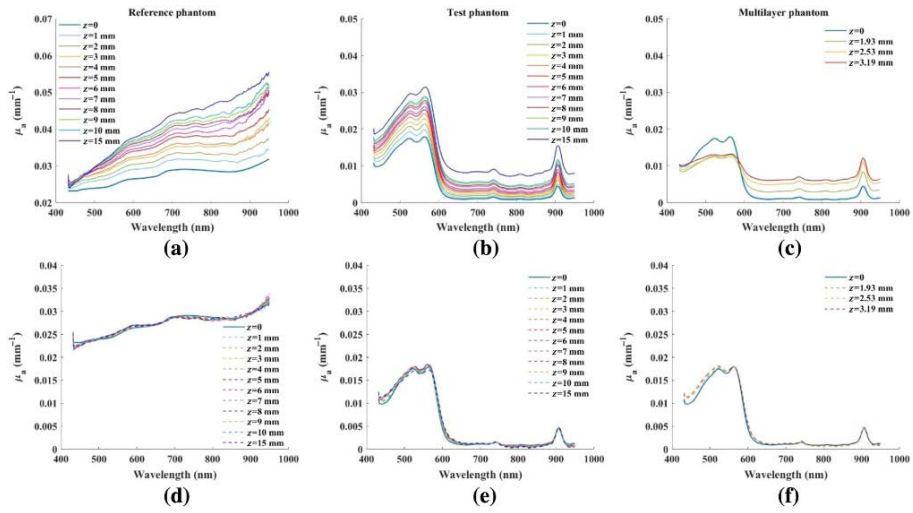 Reference phantom
0.07
0.06
0.05
0.04
0.03
0.02
μa (mm−1)
z=0
z=1 mm
z=2 mm
z=3 mm
z=4 mm
z=5 mm
z=6 mm
z=7 mm
z=8 mm
z=9 mm
z=10 mm
z=15 mm
400 500 600 700 800 900 1000
Wavelength (nm)
(a)
Test phantom
0.05
0.04
0.03
0.02
0.01
0
μa (mm−1)
z=0
z=1 mm
z=2 mm
z=3 mm
z=4 mm
z=5 mm
z=6 mm
z=7 mm
z=8 mm
z=9 mm
z=10 mm
z=15 mm
400 500 600 700 800 900 1000
Wavelength (nm)
(b)
Multilayer phantom
0.05
0.04
0.03
0.02
0.01
0
μa (mm−1)
z=0
z=1.93 mm
z=2.53 mm
z=3.19 mm
400 500 600 700 800 900 1000
Wavelength (nm)
(c)
0.04
0.035
0.03
0.025
0.02
0.015
0.01
0.005
0
μa (mm−1)
z=0
z=1 mm
z=2 mm
z=3 mm
z=4 mm
z=5 mm
z=6 mm
z=7 mm
z=8 mm
z=9 mm
z=10 mm
z=15 mm
400 500 600 700 800 900 1000
Wavelength (nm)
(d)
0.04
0.035
0.03
0.025
0.02
0.015
0.01
0.005
0
μa (mm−1)
z=0
z=1 mm
z=2 mm
z=3 mm
z=4 mm
z=5 mm
z=6 mm
z=7 mm
z=8 mm
z=9 mm
z=10 mm
z=15 mm
400 500 600 700 800 900 1000
Wavelength (nm)
(e)
0.04
0.035
0.03
0.025
0.02
0.015
0.01
0.005
0
μa (mm−1)
z=0
z=1.93 mm
z=2.53 mm
z=3.19 mm
400 500 600 700 800 900 1000
Wavelength (nm)
(f)